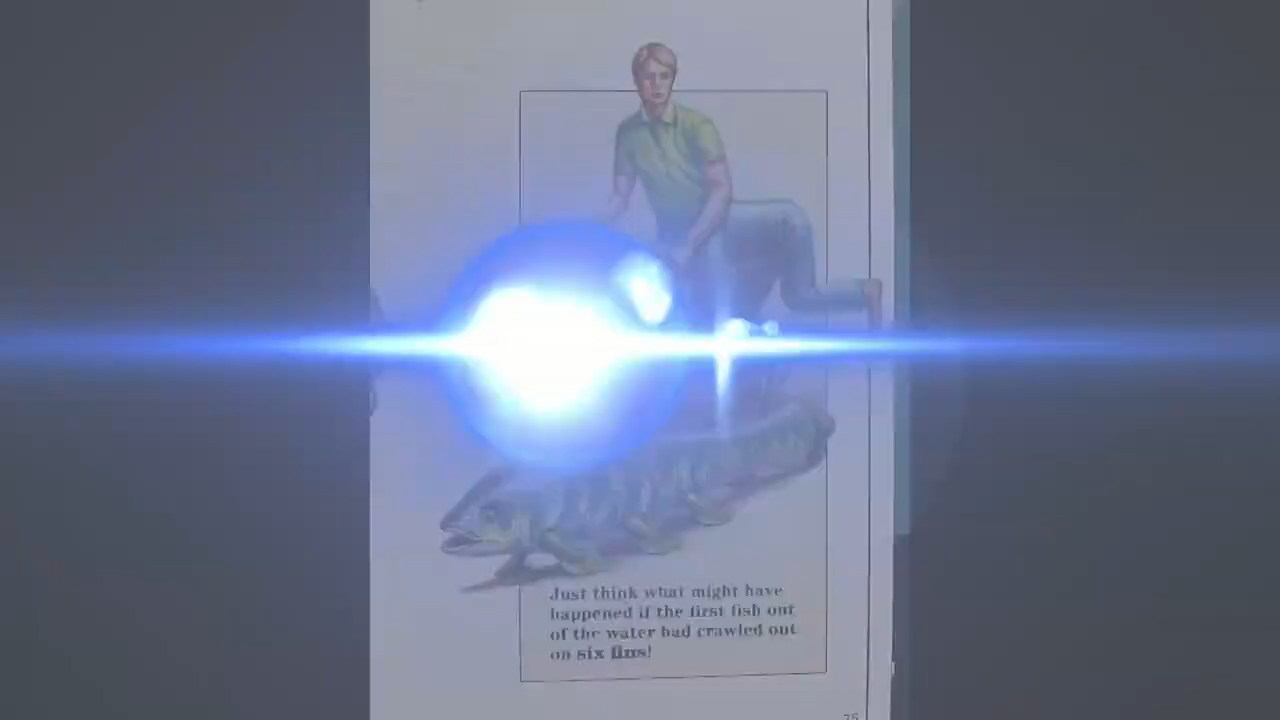 Just think what might have
happened if the first fish out
of the water had crawled out
on six fins!
75